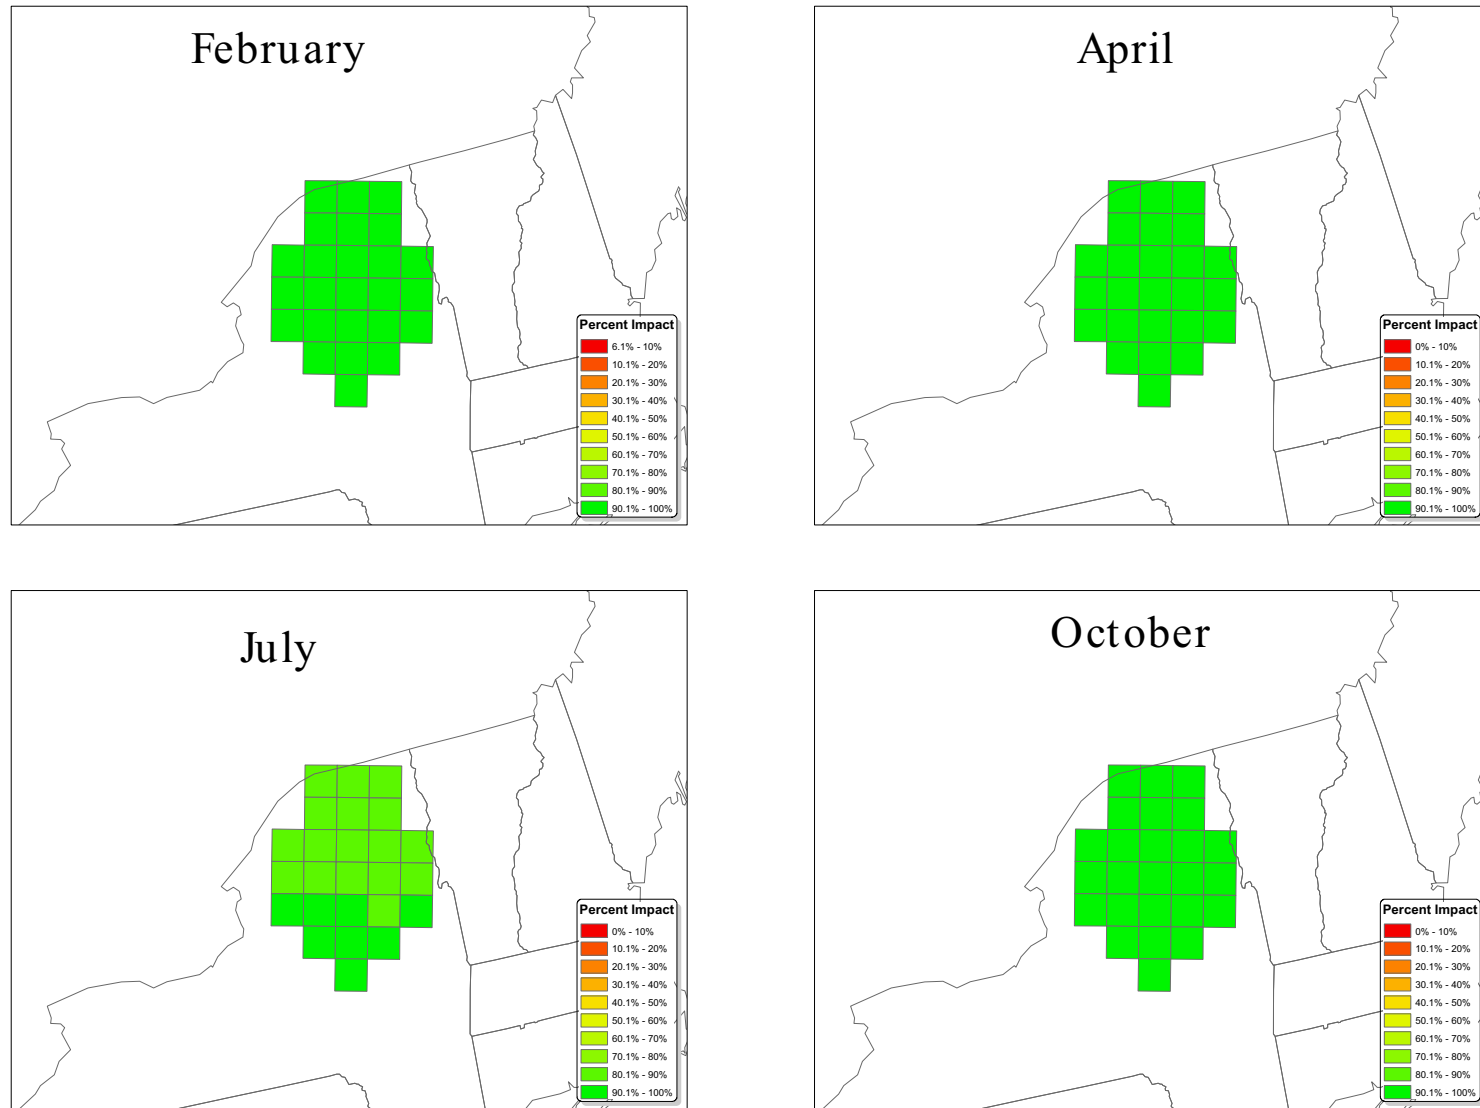 February
Percent Impact
6.1% - 10%
10.1% - 20%
20.1% - 30%
30.1% - 40%
40.1% - 50%
50.1% - 60%
60.1% - 70%
70.1% - 80%
80.1% - 90%
90.1% - 100%
April
Percent Impact
0% - 10%
10.1% - 20%
20.1% - 30%
30.1% - 40%
40.1% - 50%
50.1% - 60%
60.1% - 70%
70.1% - 80%
80.1% - 90%
90.1% - 100%
July
Percent Impact
0% - 10%
10.1% - 20%
20.1% - 30%
30.1% - 40%
40.1% - 50%
50.1% - 60%
60.1% - 70%
70.1% - 80%
80.1% - 90%
90.1% - 100%
October
Percent Impact
0% - 10%
10.1% - 20%
20.1% - 30%
30.1% - 40%
40.1% - 50%
50.1% - 60%
60.1% - 70%
70.1% - 80%
80.1% - 90%
90.1% - 100%